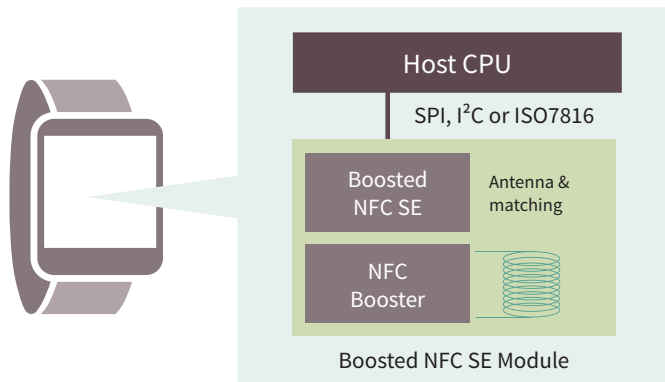 Host CPU
SPI, I²C or ISO7816
Boosted
NFC SE
Antenna &
matching
NFC
Booster
Boosted NFC SE Module